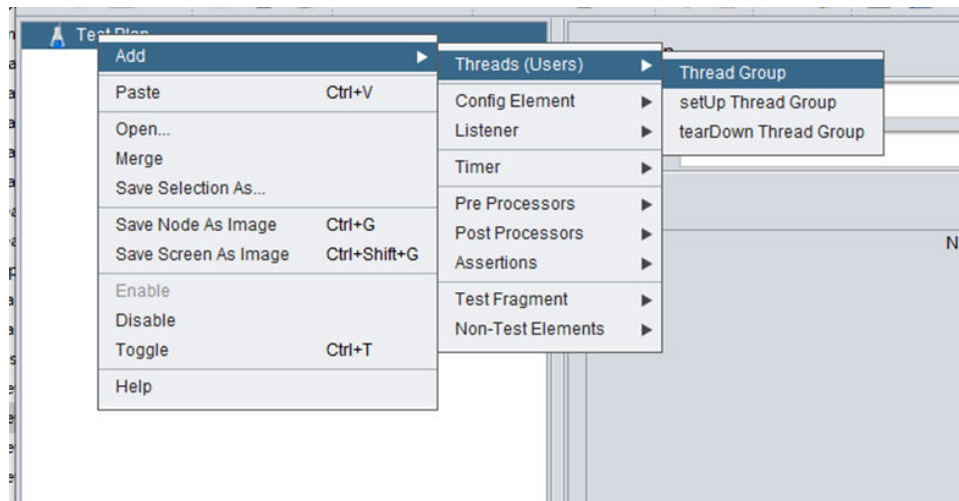 Test Plan
Add
Paste Ctrl+V
Open...
Merge
Save Selection As...
Save Node As Image Ctrl+G
Save Screen As Image Ctrl+Shift+G
Enable
Disable
Toggle Ctrl+T
Help
Threads (Users)
Config Element
Listener
Timer
Pre Processors
Post Processors
Assertions
Test Fragment
Non-Test Elements
Thread Group
setUp Thread Group
tearDown Thread Group
N